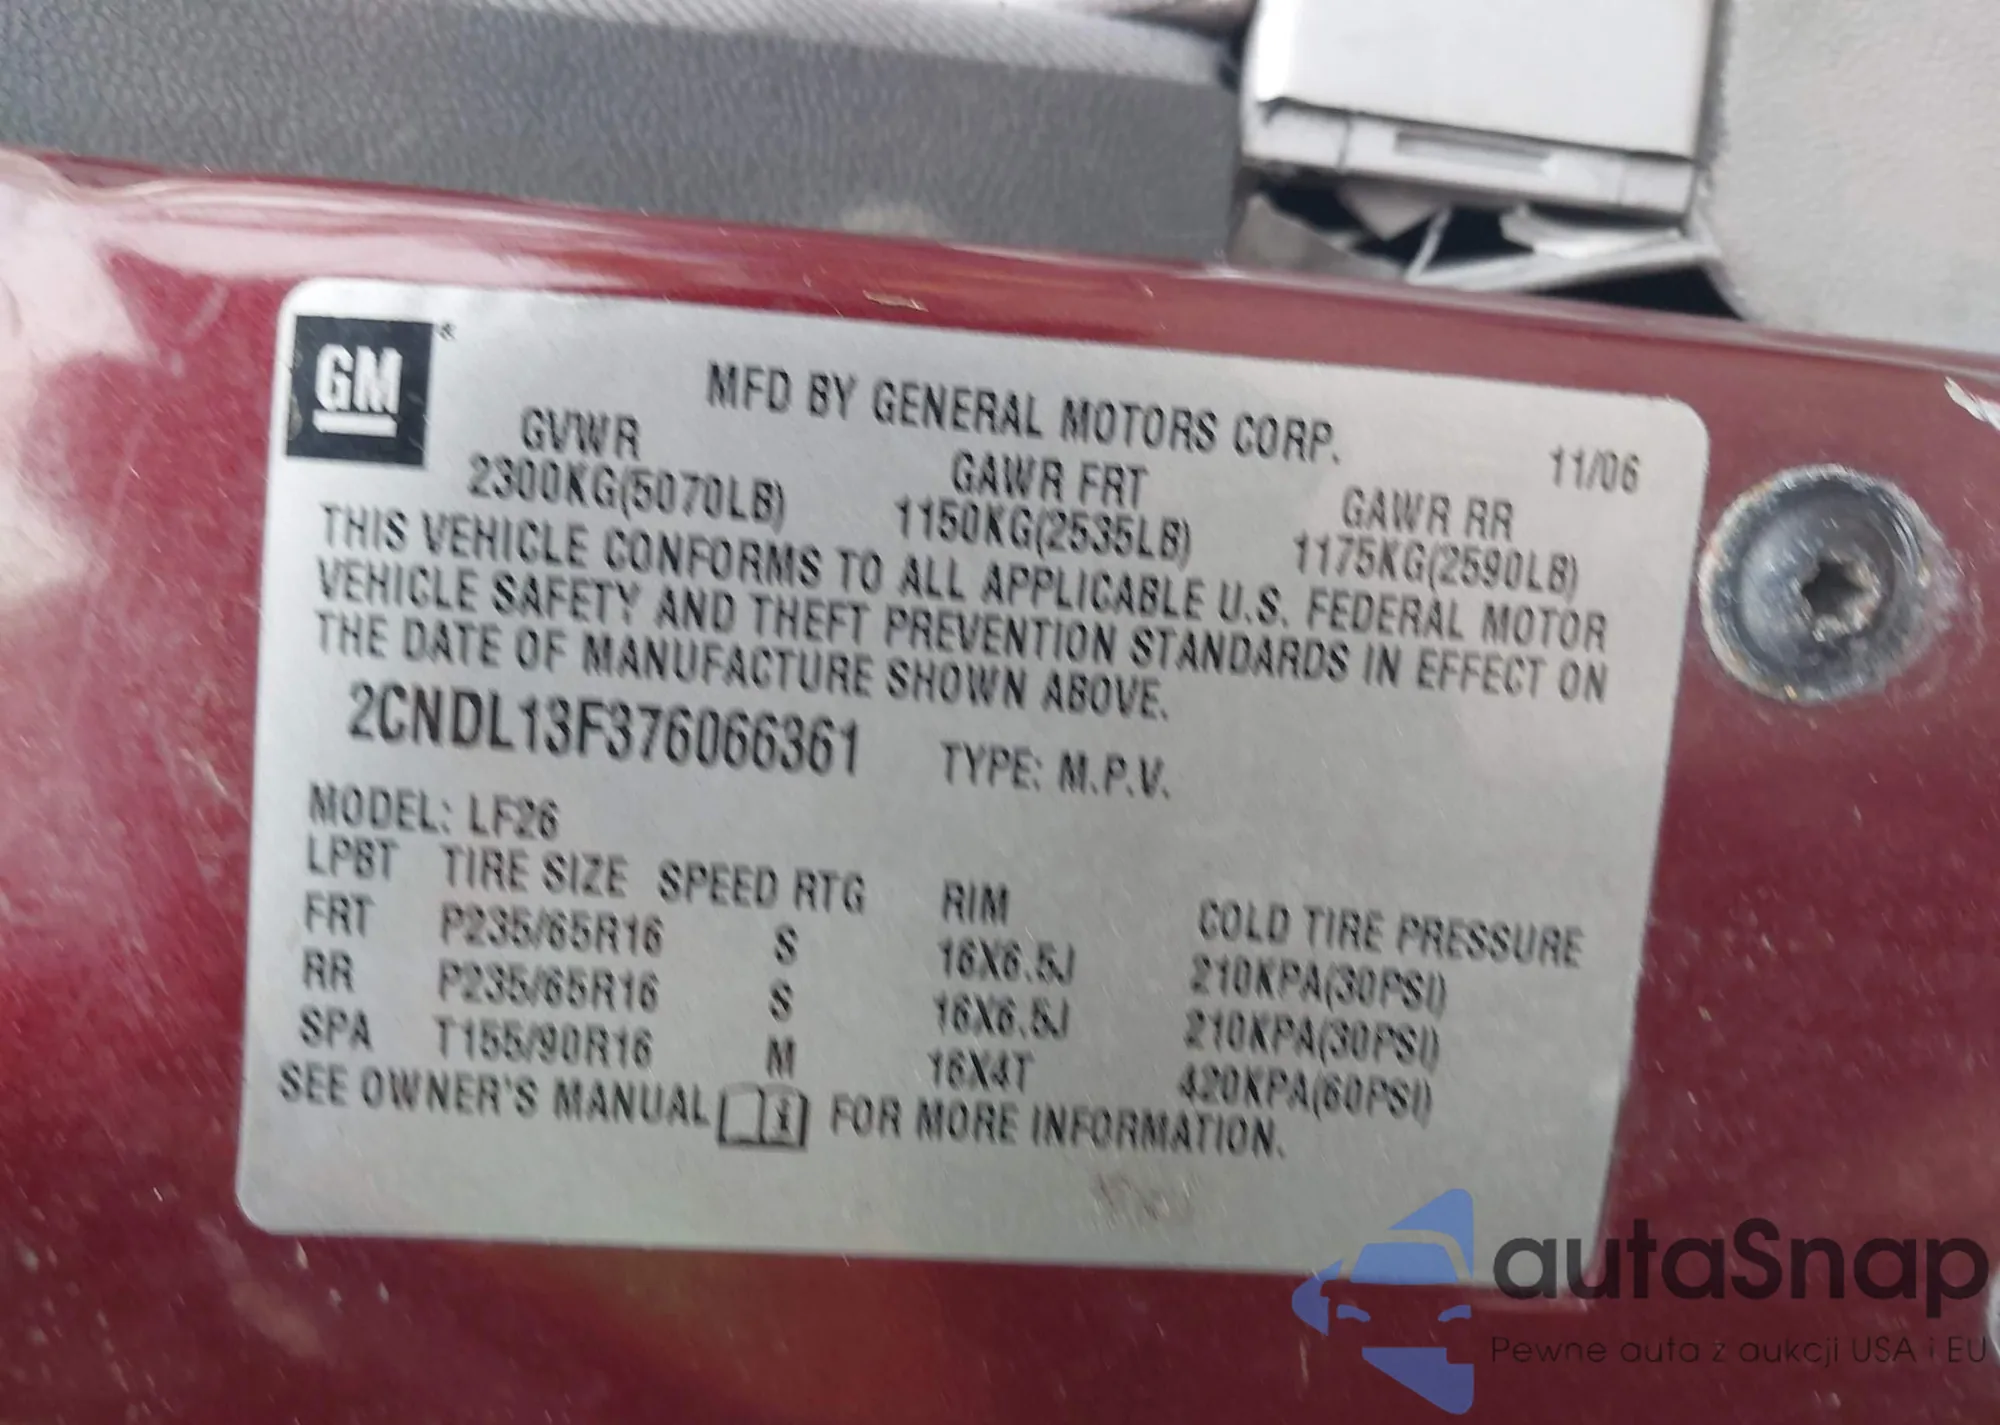 GM®
MFD BY GENERAL MOTORS CORP. 11/06
GVWR GAWR FRT GAWR RR
2300KG(5070LB) 1150KG(2535LB) 1175KG(2590LB)
THIS VEHICLE CONFORMS TO ALL APPLICABLE U.S. FEDERAL MOTOR
VEHICLE SAFETY AND THEFT PREVENTION STANDARDS IN EFFECT ON
THE DATE OF MANUFACTURE SHOWN ABOVE.
2CNDL13F376066361 TYPE: M.P.V.
MODEL: LF26
LPBT TIRE SIZE SPEED RTG RIM COLD TIRE PRESSURE
FRT P235/65R16 S 16X6.5J 210KPA(30PSI)
RR P235/65R16 S 16X6.5J 210KPA(30PSI)
SPA T155/90R16 M 16X4T 420KPA(60PSI)
SEE OWNER'S MANUAL FOR MORE INFORMATION.
autaSnap
Pewne auta z aukcji USA i EU